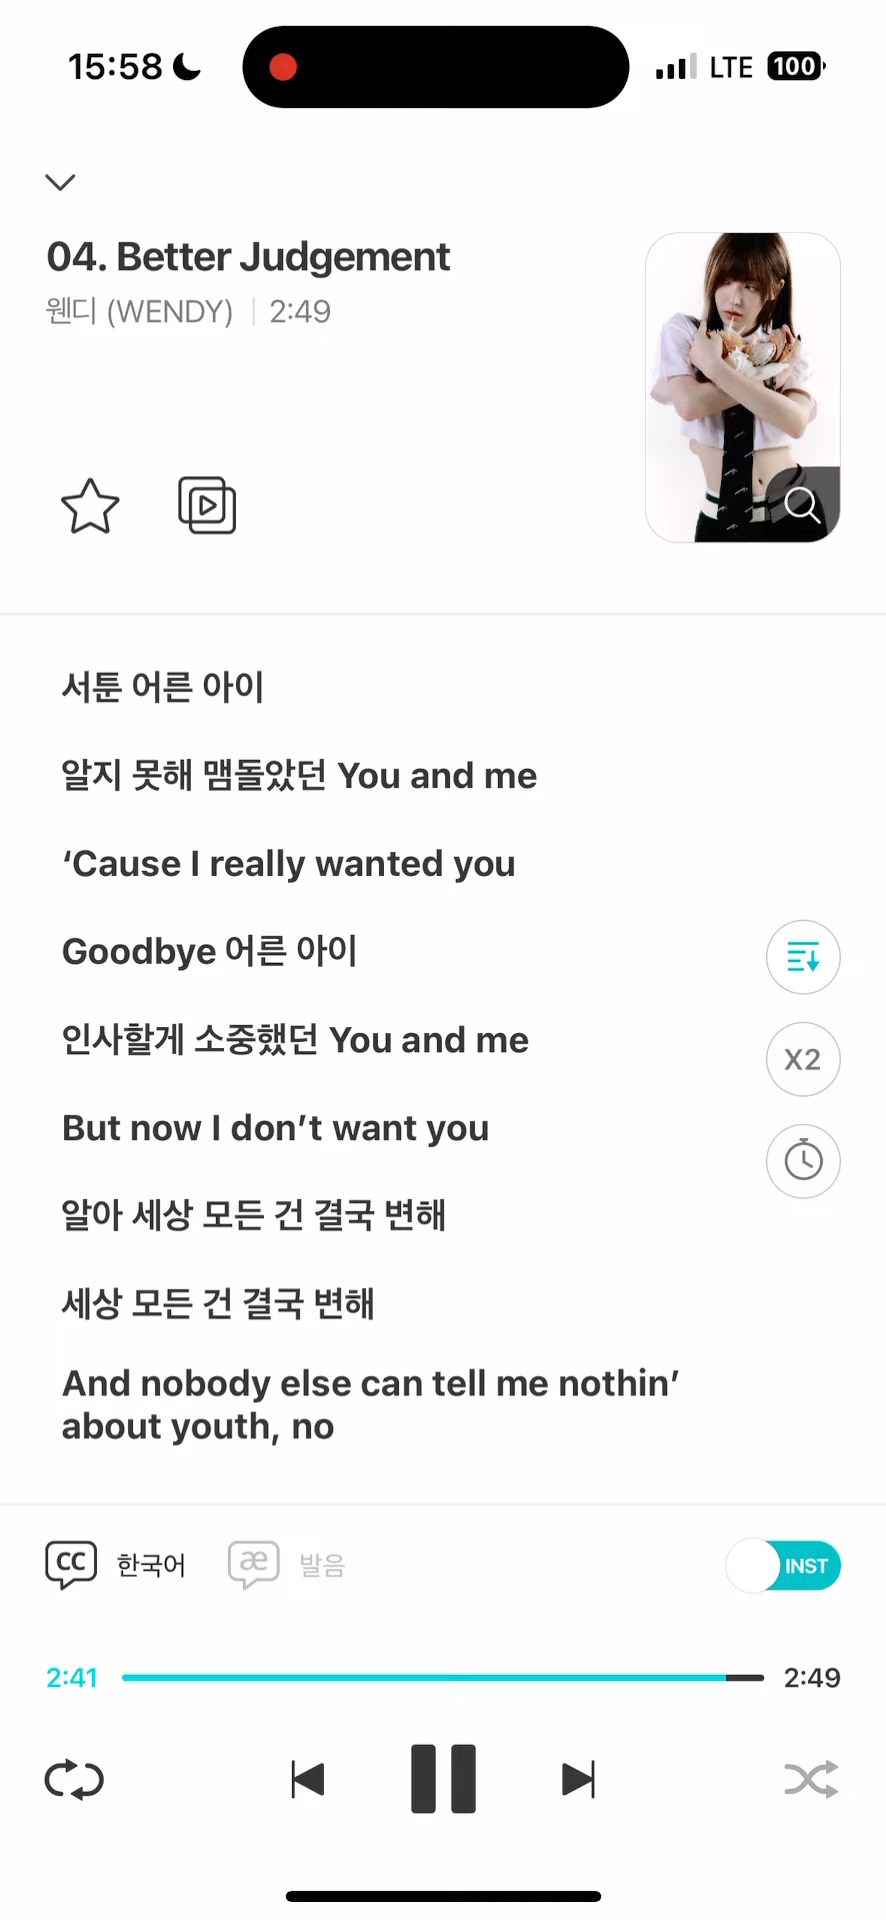 15:58
LTE
100
04. Better Judgement
웬디 (WENDY) | 2:49
서툰 어른 아이
알지 못해 맴돌았던 You and me
‘Cause I really wanted you
Goodbye 어른 아이
인사할게 소중했던 You and me
X2
But now I don’t want you
알아 세상 모든 건 결국 변해
세상 모든 건 결국 변해
And nobody else can tell me nothin’
about youth, no
CC 한국어
æ 발음
INST
2:41
2:49